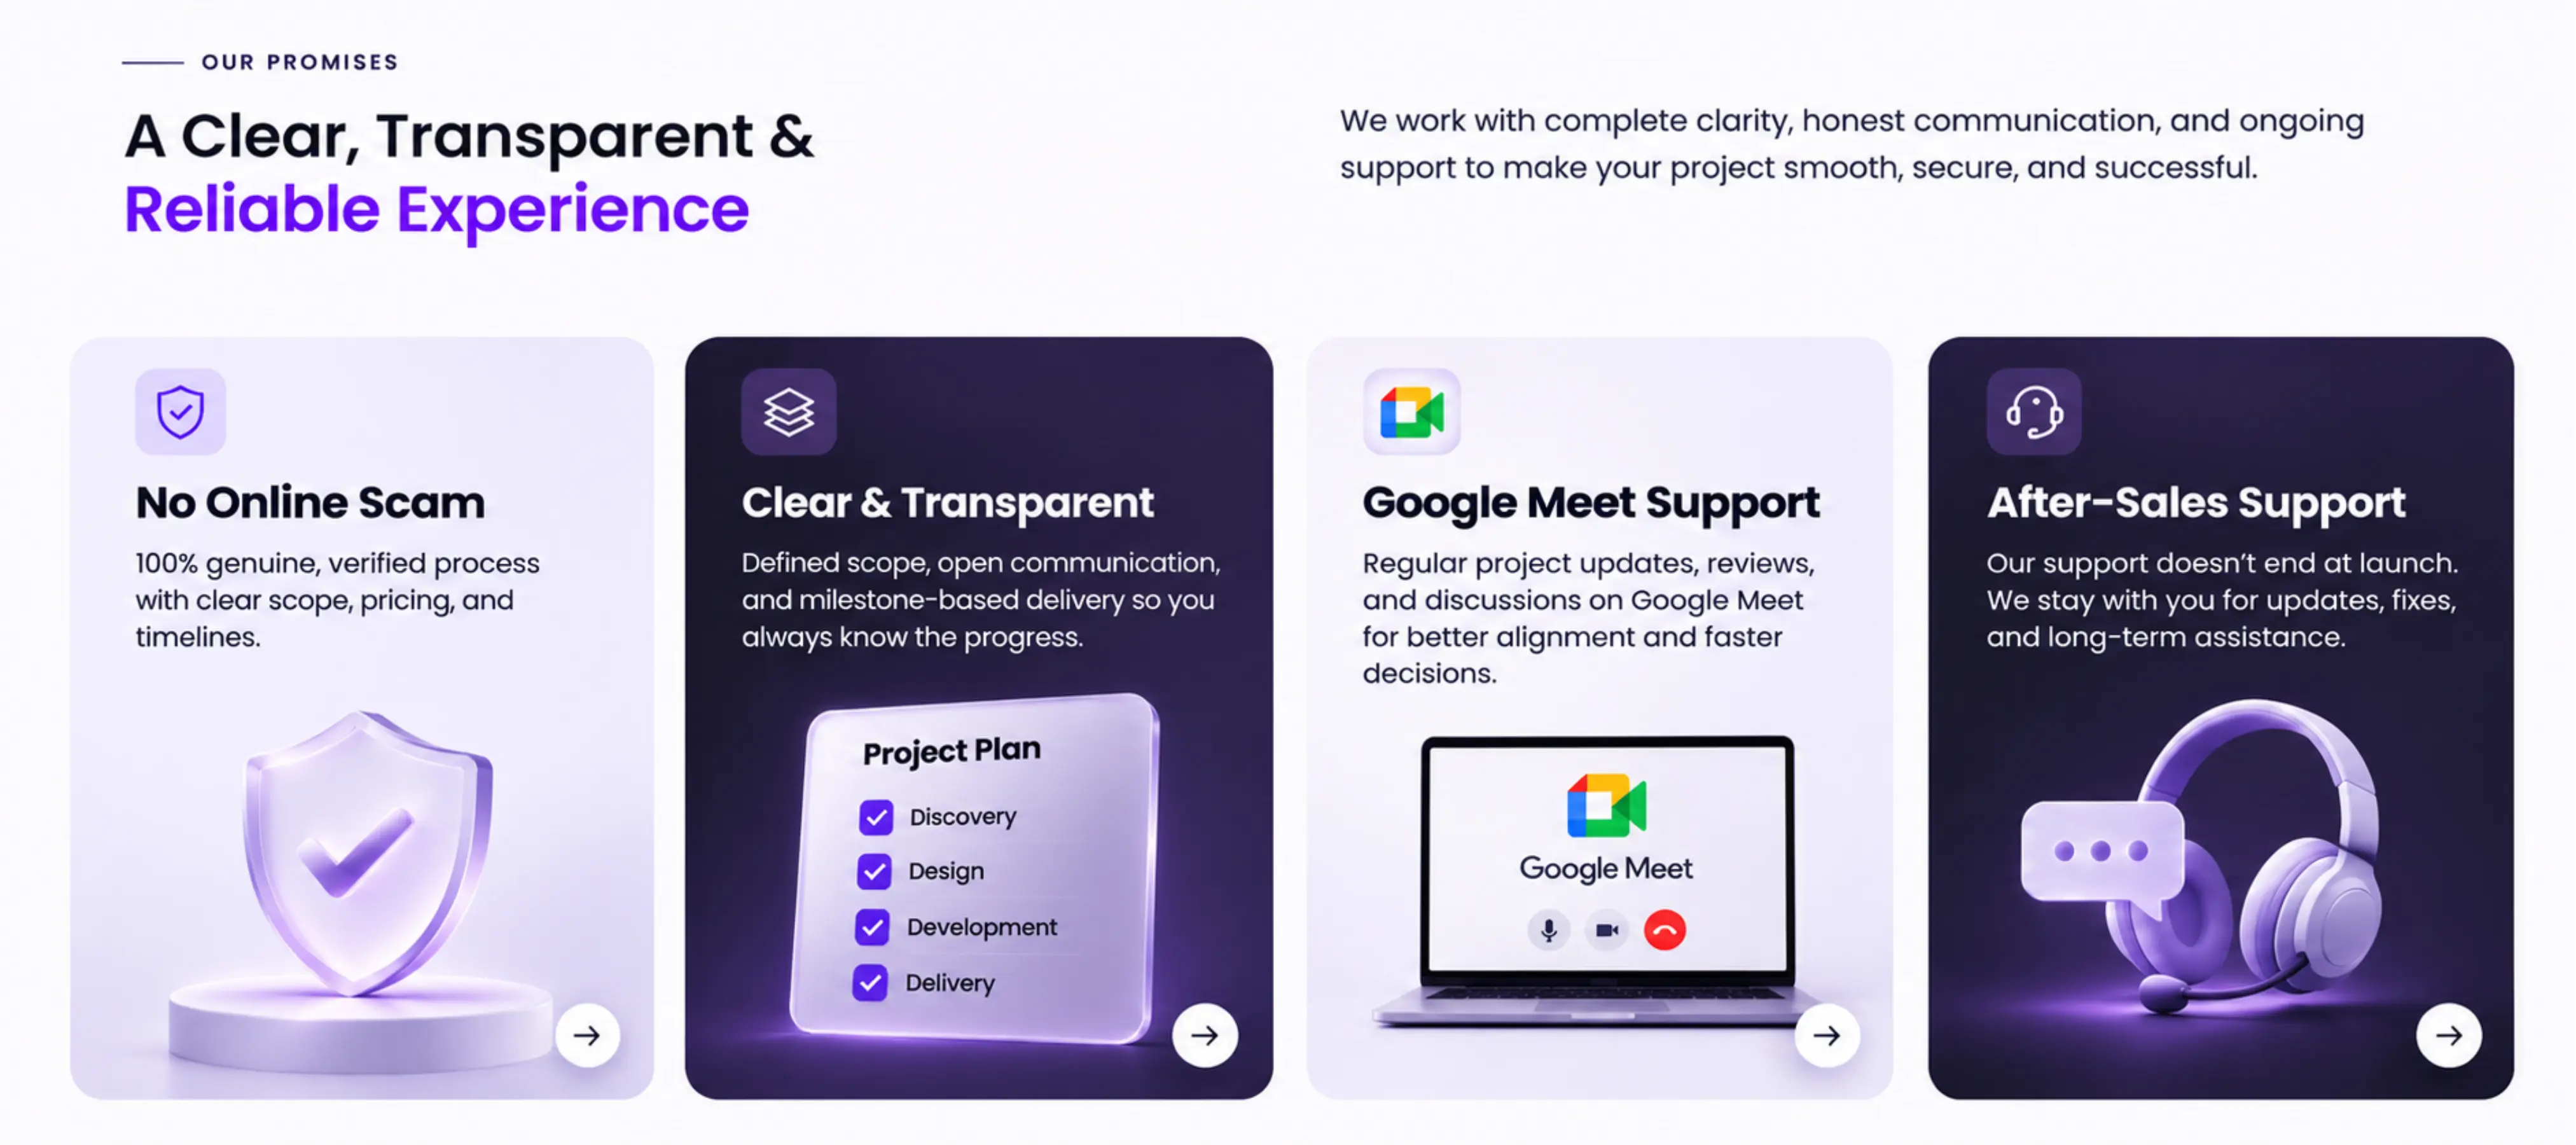 OUR PROMISES
A Clear, Transparent &
Reliable Experience
We work with complete clarity, honest communication, and ongoing
support to make your project smooth, secure, and successful.
No Online Scam
100% genuine, verified process
with clear scope, pricing, and
timelines.
Clear & Transparent
Defined scope, open communication,
and milestone-based delivery so you
always know the progress.
Project Plan
Discovery
Design
Development
Delivery
Google Meet Support
Regular project updates, reviews,
and discussions on Google Meet
for better alignment and faster
decisions.
Google Meet
After-Sales Support
Our support doesn’t end at launch.
We stay with you for updates, fixes,
and long-term assistance.